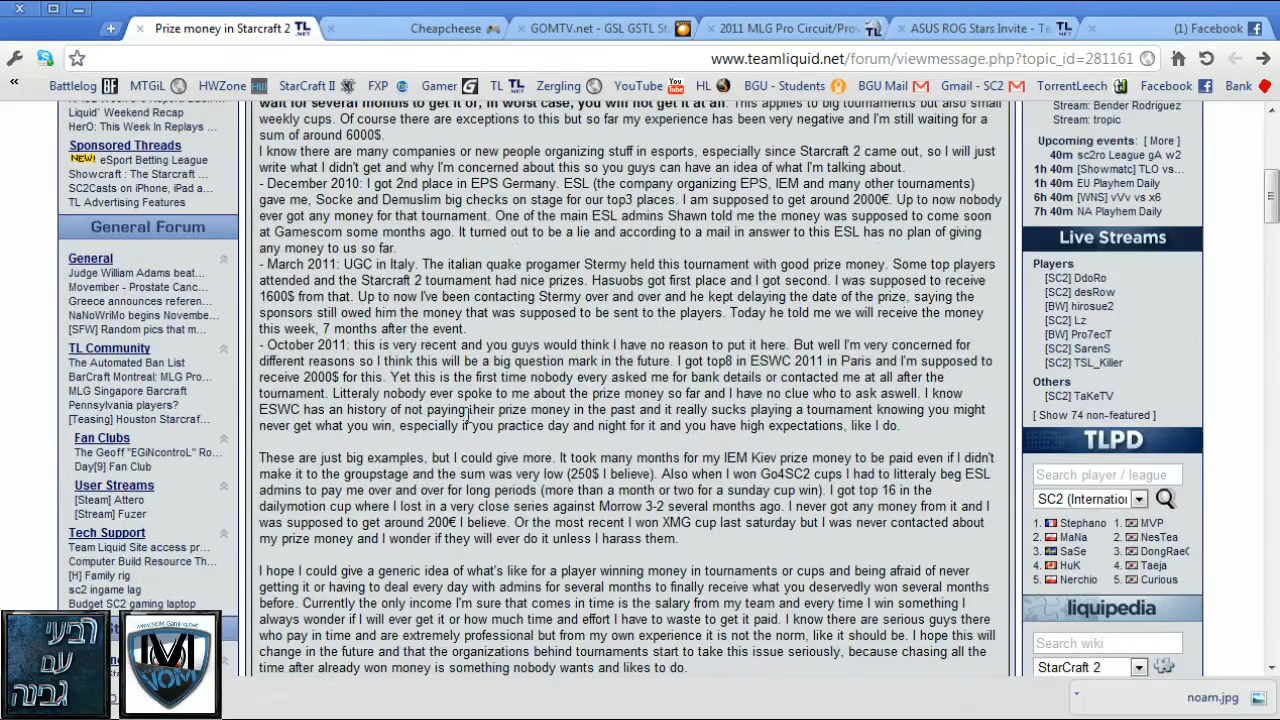 Prize money in Starcraft 2
Cheapcheese
GOMTV.net - GSL GSTL St
2011 MLG Pro Circuit/Prov
ASUS ROG Stars Invite - Te
(1) Facebook
www.teamliquid.net/forum/viewmessage.php?topic_id=281161
Battlelog
MTGiL
HWZone
StarCraft II
FXP
Gamer
TL
Zergling
YouTube
HL
BGU - Students
BGU Mail
Gmail - SC2
TorrentLeech
Facebook
Bank
Liquid' Weekend Recap
HerO: This Week In Replays ...
Sponsored Threads
NEW! eSport Betting League
Showcraft : The Starcraft ...
SC2Casts on iPhone, iPad a...
TL Advertising Features
General Forum
General
Judge William Adams beat...
Movember - Prostate Canc...
Greece announces referen...
NaNoWriMo begins Novembe...
[SFW] Random pics that m...
TL Community
The Automated Ban List
BarCraft Montreal: MLG Pro...
MLG Singapore Barcraft
Pennsylvania players?
[Teasing] Houston Starcraf...
Fan Clubs
The Geoff "EGiNcontroL" Ro...
Day[9] Fan Club
User Streams
[Steam] Attero
[Stream] Fuzer
Tech Support
Team Liquid Site access pr...
Computer Build Resource Th...
[H] Family rig
sc2 ingame lag
Budget SC2 gaming laptop
wait for several months to get it or, in worst case, you will not get it at all. This applies to big tournaments but also small
weekly cups. Of course there are exceptions to this but so far my experience has been very negative and I'm still waiting for a
sum of around 6000$.
I know there are many companies or new people organizing stuff in esports, especially since Starcraft 2 came out, so I will just
write what I didn't get and why I'm concerned about this so you guys can have an idea of what I'm talking about.
- December 2010: I got 2nd place in EPS Germany. ESL (the company organizing EPS, IEM and many other tournaments)
gave me, Socke and Demuslim big checks on stage for our top3 places. I am supposed to get around 2000€. Up to now nobody
ever got any money for that tournament. One of the main ESL admins Shawn told me the money was supposed to come soon
at Gamescom some months ago. It turned out to be a lie and according to a mail in answer to this ESL has no plan of giving
any money to us so far.
- March 2011: UGC in Italy. The italian quake progamer Stermy held this tournament with good prize money. Some top players
attended and the Starcraft 2 tournament had nice prizes. Hasuobs got first place and I got second. I was supposed to receive
1600$ from that. Up to now I've been contacting Stermy over and over and he kept delaying the date of the prize, saying the
sponsors still owed him the money that was supposed to be sent to the players. Today he told me we will receive the money
this week, 7 months after the event.
- October 2011: this is very recent and you guys would think I have no reason to put it here. But well I'm very concerned for
different reasons as I think this will be a big question mark in the future. I got top8 in ESWC 2011 in Paris and I'm supposed to
receive 2000$ for this. Yet this is the first time nobody every asked me for bank details or contacted me at all after the
tournament. Litteraly nobody ever spoke to me about the prize money so far and I have no clue who to ask aswell. I know
ESWC has an history of not paying their prize money in the past and it really sucks playing a tournament knowing you might
never get what you win, especially if you practice day and night for it and you have high expectations, like I do.
These are just big examples, but I could give more. It took many months for my IEM Kiev prize money to be paid even if I didn't
make it to the groupstage and the sum was very low (250$ I believe). Also when I won Go4SC2 cups I had to litteraly beg ESL
admins to pay me over and over for long periods (more than a month or two for a sunday cup win). I got top 16 in the
dailymotion cup where I lost in a very close series against Morrow 3-2 several months ago. I never got any money from it and I
was supposed to get around 200€ I believe. Or the most recent I won XMG cup last saturday but I was never contacted about
my prize money and I wonder if they will ever do it unless I harass them.
I hope I could give a generic idea of what's like for a player winning money in tournaments or cups and being afraid of never
getting it or having to deal every day with admins for several months to finally receive what you deservedly won several months
before. Currently the only income I'm sure that comes in time is the salary from my team and every time I win something I
always wonder if I will ever get it or how much time and effort I have to waste to get it paid. I know there are serious guys there
who pay in time and are extremely professional but from my own experience it is not the norm, like it should be. I hope this will
change in the future and that the organizations behind tournaments start to take this issue seriously, because chasing all the
time after already won money is something nobody wants and likes to do.
Stream: Bender Rodriguez
Stream: tropic
Upcoming events: [ More ]
40m sc2ro League gA w2
1h 40m [Showmatc] TLO vs...
3h 40m EU Playhem Daily
6h 40m [WNS] vVv vs x6
7h 40m NA Playhem Daily
Live Streams
Players
[SC2] DdoRo
[SC2] desRow
[BW] hirosue2
[SC2] Lz
[BW] Pro7ecT
[SC2] SarenS
[SC2] TSL_Killer
Others
[SC2] TaKeTV
[ Show 74 non-featured ]
TLPD
Search player / league
SC2 (Internatio
1. Stephano 1. MVP
2. MaNa 2. NesTea
3. SaSe 3. DongRae
4. HuK 4. Taeja
5. Nerchio 5. Curious
liquipedia
Search wiki
StarCraft 2
רביעי
עם
גבינה
NOM
noam.jpg